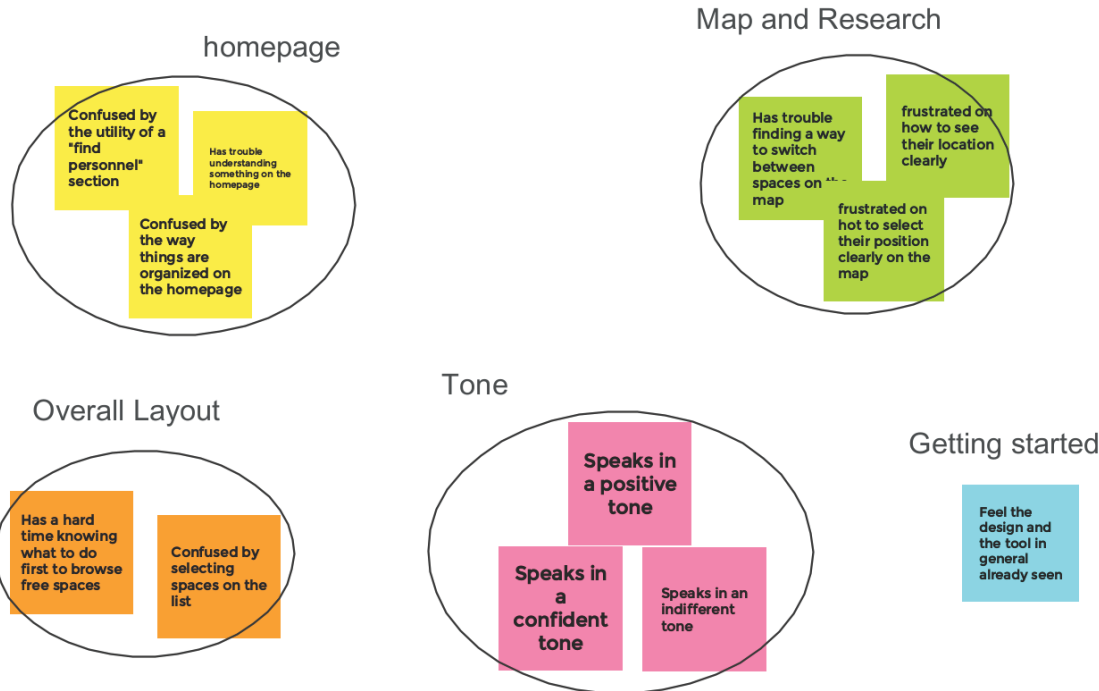 homepage
Confused by
the utility of a
"find
personnel"
section
Has trouble
understanding
something on the
homepage
Confused by
the way
things are
organized on
the homepage
Map and Research
Has trouble
finding a way
to switch
between
spaces on the
map
frustrated on
how to see
their location
clearly
frustrated on
hot to select
their position
clearly on the
map
Overall Layout
Has a hard
time knowing
what to do
first to browse
free spaces
Confused by
selecting
spaces on the
list
Tone
Speaks in
a positive
tone
Speaks in
a
confident
tone
Speaks in an
indifferent
tone
Getting started
Feel the
design and
the tool in
general
already seen